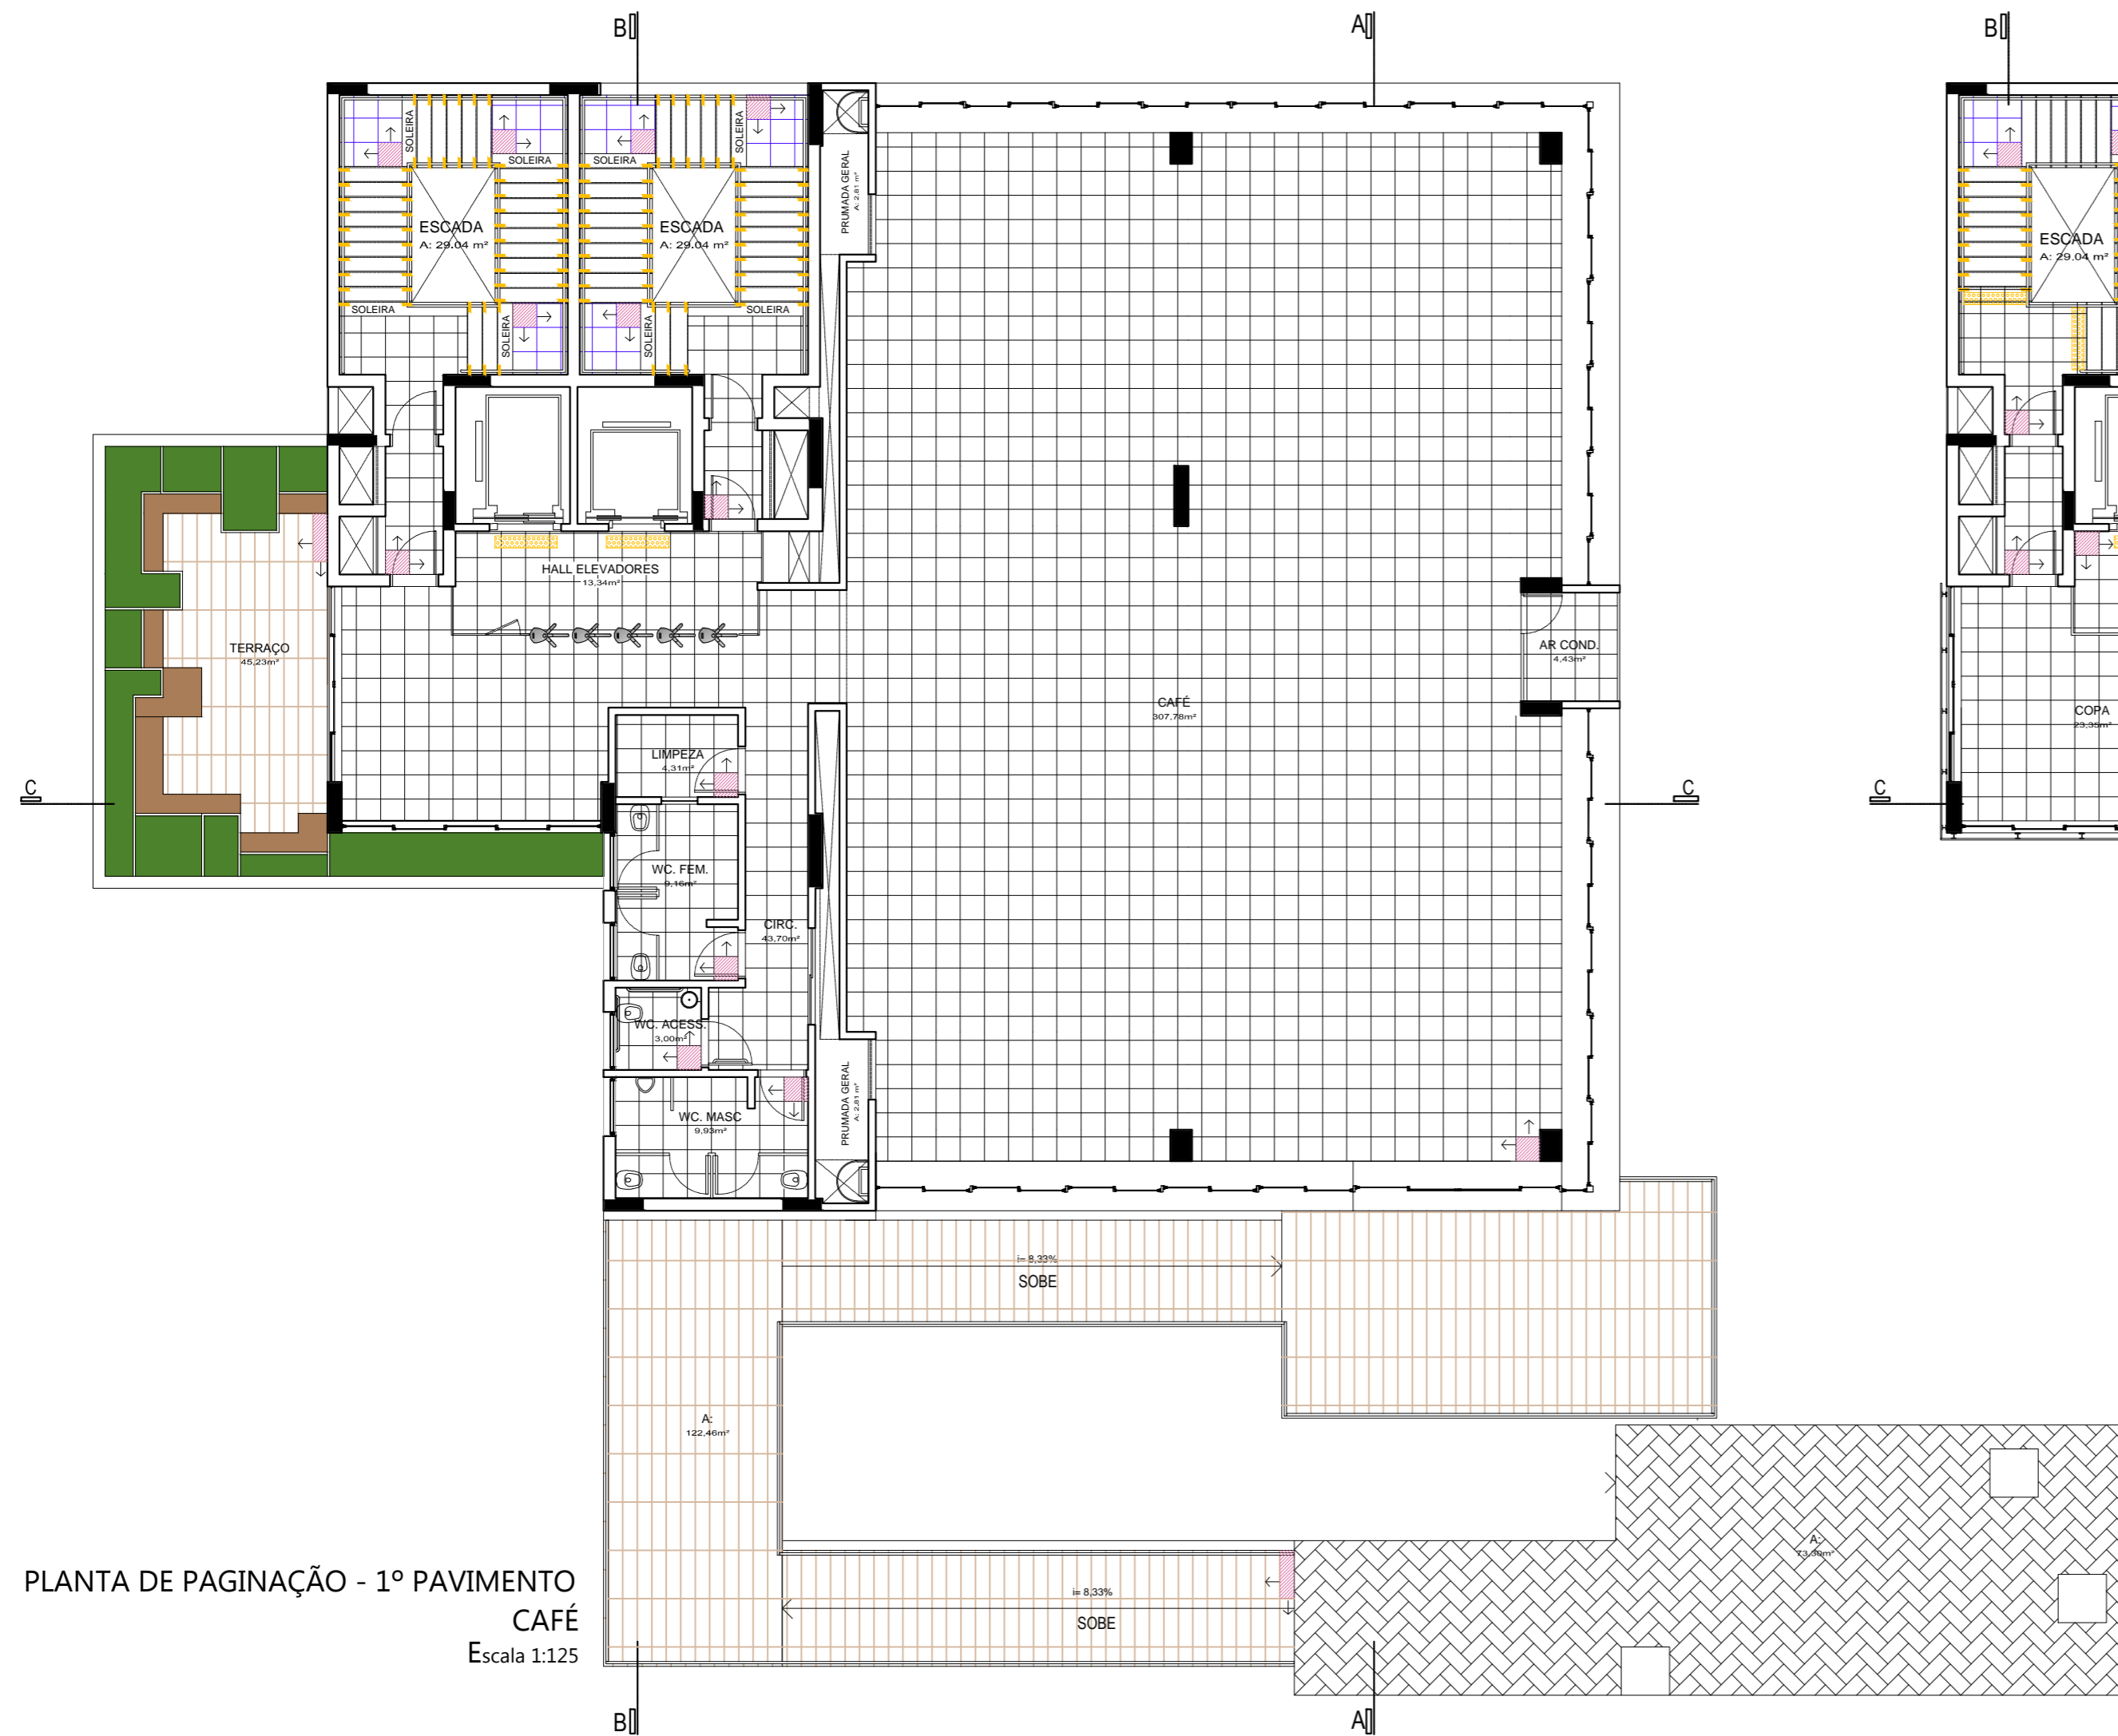 B
A
B
SOLEIRA
SOLEIRA
SOLEIRA
SOLEIRA
PRUMADA GERAL
A: 2.81 m²
ESCADA
A: 29.04 m²
ESCADA
A: 29.04 m²
ESCADA
A: 29.04 m²
SOLEIRA
SOLEIRA
SOLEIRA
SOLEIRA
HALL ELEVADORES
13,34m²
TERRAÇO
45,23m²
AR COND.
4,43m²
CAFÉ
307,78m²
COPA
23,35m²
LIMPEZA
4,31m²
C
C
C
WC. FEM.
9,16m²
CIRC.
43,70m²
WC. ACESS.
3,00m²
WC. MASC
9,93m²
PRUMADA GERAL
A: 2.81 m²
i= 8,33%
SOBE
A:
122,46m²
A:
73,39m²
i= 8,33%
SOBE
PLANTA DE PAGINAÇÃO - 1º PAVIMENTO
CAFÉ
Escala 1:125
B
A